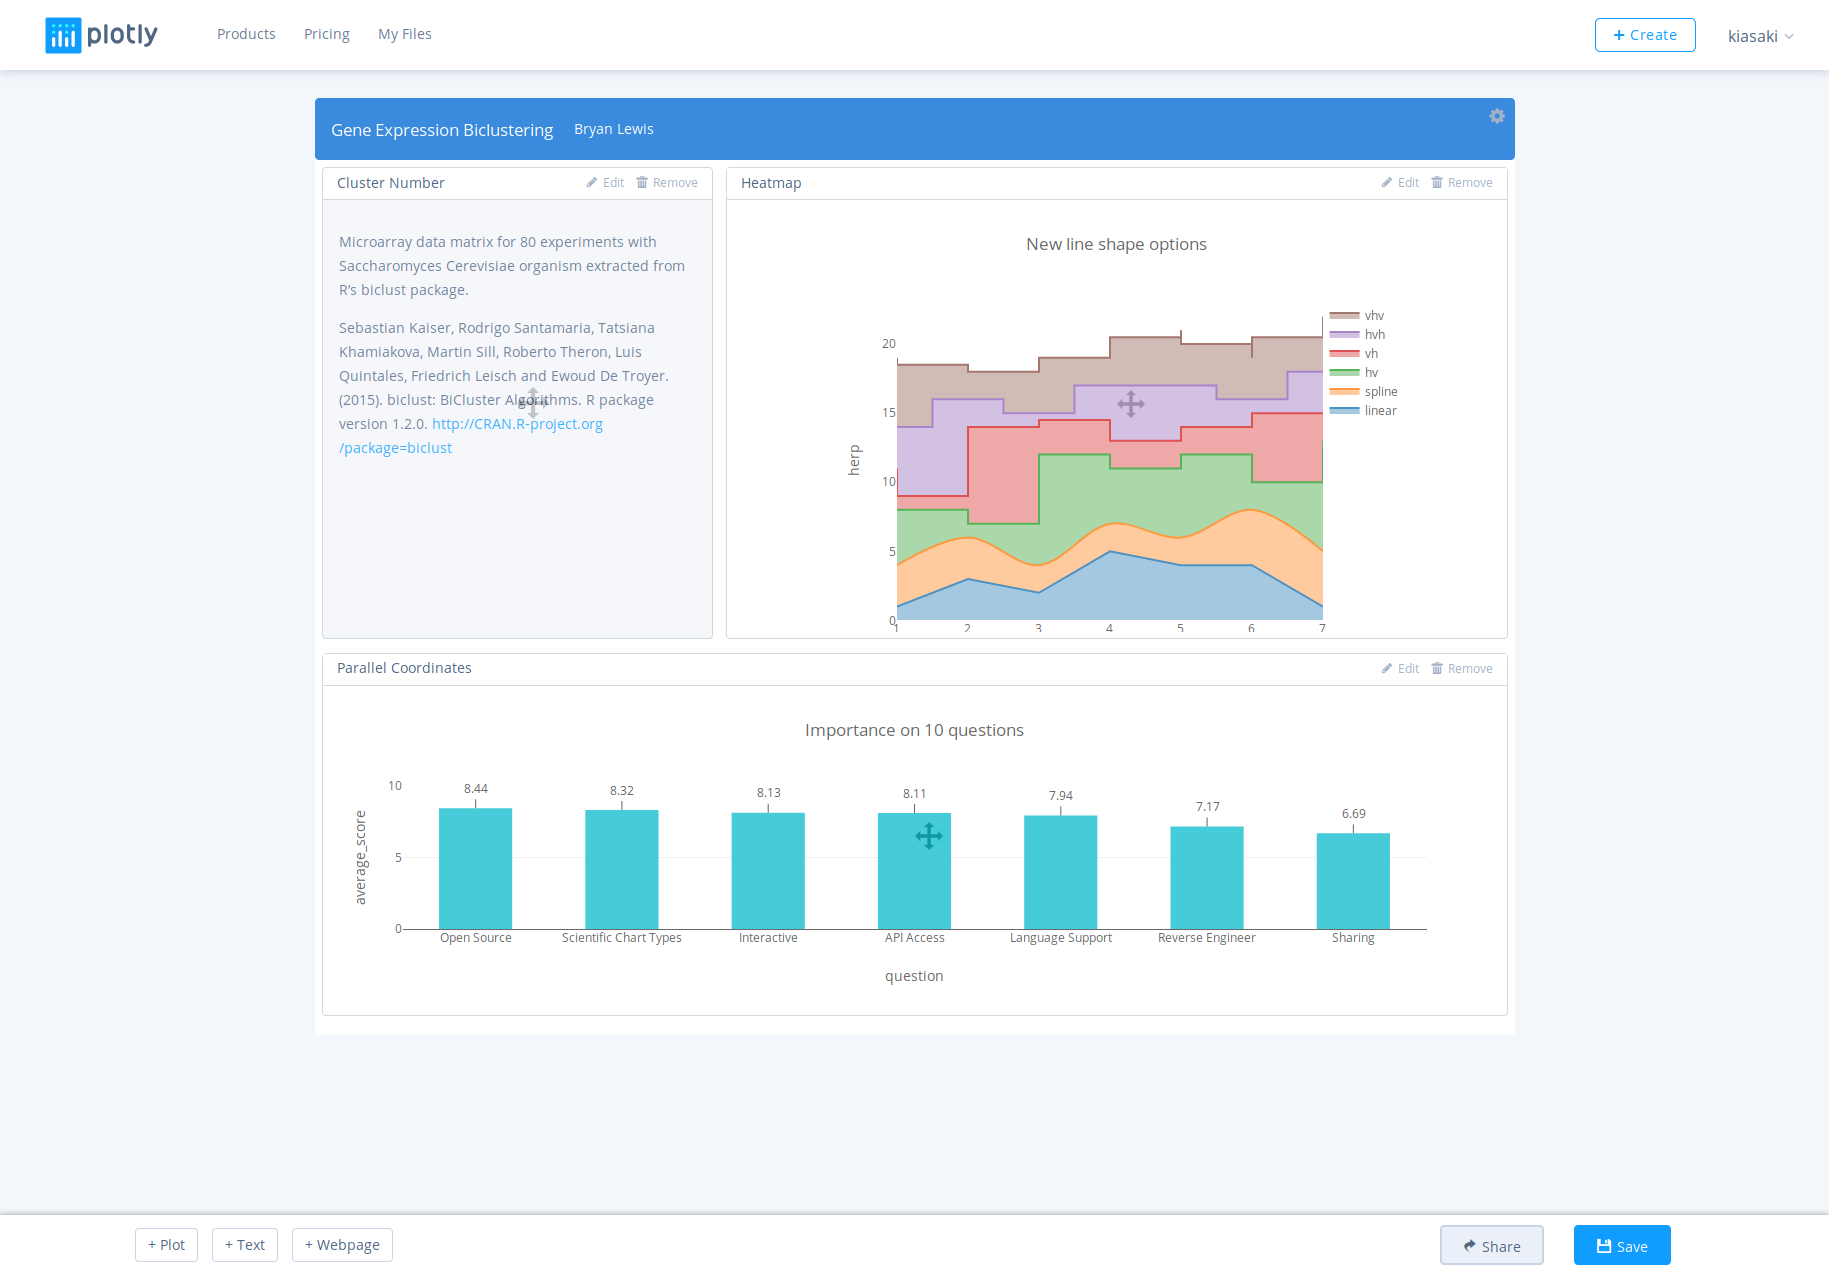 plotly
Products
Pricing
My Files
+ Create
kiasaki
Gene Expression Biclustering
Bryan Lewis
Cluster Number
Edit
Remove
Microarray data matrix for 80 experiments with
Saccharomyces Cerevisiae organism extracted from
R's biclust package.
Sebastian Kaiser, Rodrigo Santamaria, Tatsiana
Khamiakova, Martin Sill, Roberto Theron, Luis
Quintales, Friedrich Leisch and Ewoud De Troyer.
(2015). biclust: BiCluster Algorithms. R package
version 1.2.0. http://CRAN.R-project.org
/package=biclust
Heatmap
Edit
Remove
New line shape options
herp
20
15
10
5
0
1
2
3
4
5
6
7
vhv
hvh
vh
hv
spline
linear
Parallel Coordinates
Edit
Remove
Importance on 10 questions
average_score
10
5
0
8.44
8.32
8.13
8.11
7.94
7.17
6.69
Open Source
Scientific Chart Types
Interactive
API Access
Language Support
Reverse Engineer
Sharing
question
+ Plot
+ Text
+ Webpage
Share
Save